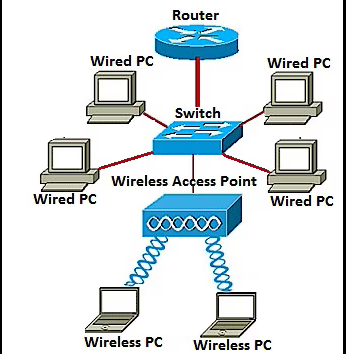 Router
Wired PC
Wired PC
Switch
Wireless Access Point
Wired PC
Wired PC
Wireless PC
Wireless PC